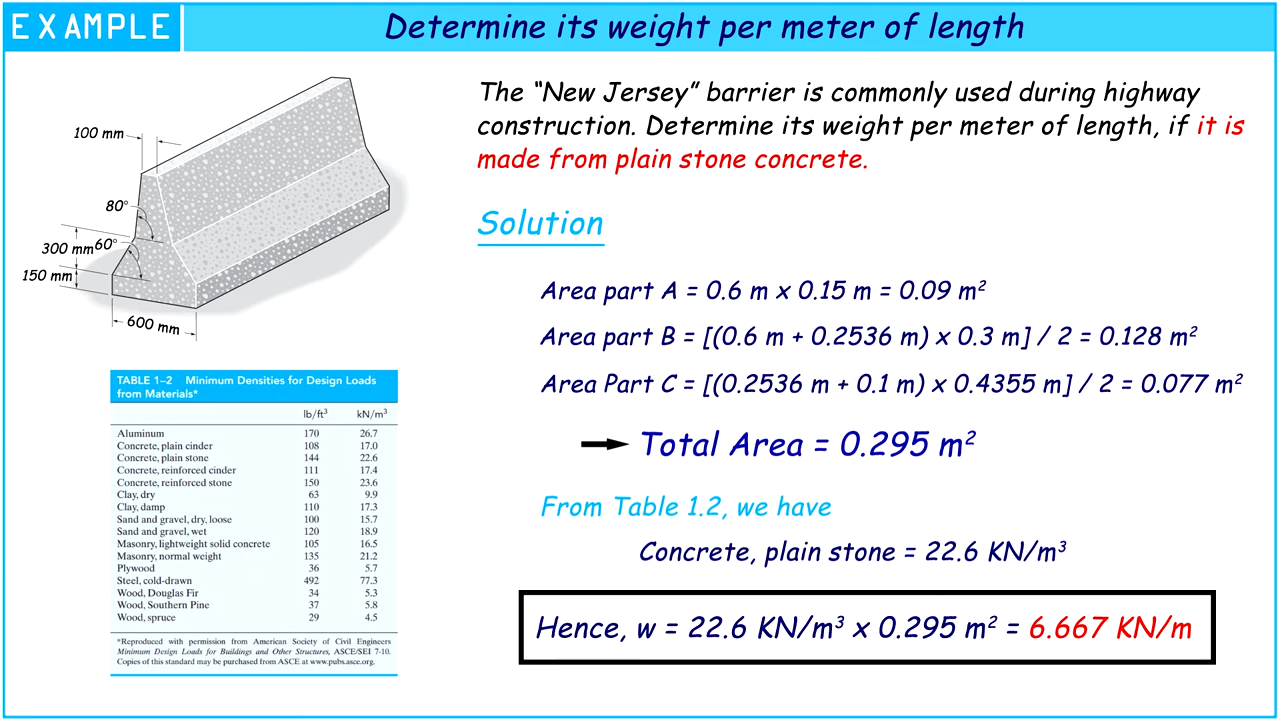 EXAMPLE
Determine its weight per meter of length
The “New Jersey” barrier is commonly used during highway
construction. Determine its weight per meter of length, if it is
made from plain stone concrete.
100 mm
80°
300 mm
60°
150 mm
600 mm
Solution
Area part A = 0.6 m x 0.15 m = 0.09 m²
Area part B = [(0.6 m + 0.2536 m) x 0.3 m] / 2 = 0.128 m²
Area Part C = [(0.2536 m + 0.1 m) x 0.4355 m] / 2 = 0.077 m²
Total Area = 0.295 m²
From Table 1.2, we have
Concrete, plain stone = 22.6 KN/m³
Hence, w = 22.6 KN/m³ x 0.295 m² = 6.667 KN/m
TABLE 1–2 Minimum Densities for Design Loads
from Materials*
lb/ft³ kN/m³
Aluminum 170 26.7
Concrete, plain cinder 108 17.0
Concrete, plain stone 144 22.6
Concrete, reinforced cinder 111 17.4
Concrete, reinforced stone 150 23.6
Clay, dry 63 9.9
Clay, damp 110 17.3
Sand and gravel, dry, loose 100 15.7
Sand and gravel, wet 120 18.9
Masonry, lightweight solid concrete 105 16.5
Masonry, normal weight 135 21.2
Plywood 36 5.7
Steel, cold-drawn 492 77.3
Wood, Douglas Fir 34 5.3
Wood, Southern Pine 37 5.8
Wood, spruce 29 4.5
*Reproduced with permission from American Society of Civil Engineers
Minimum Design Loads for Buildings and Other Structures, ASCE/SEI 7-10.
Copies of this standard may be purchased from ASCE at www.pubs.asce.org.